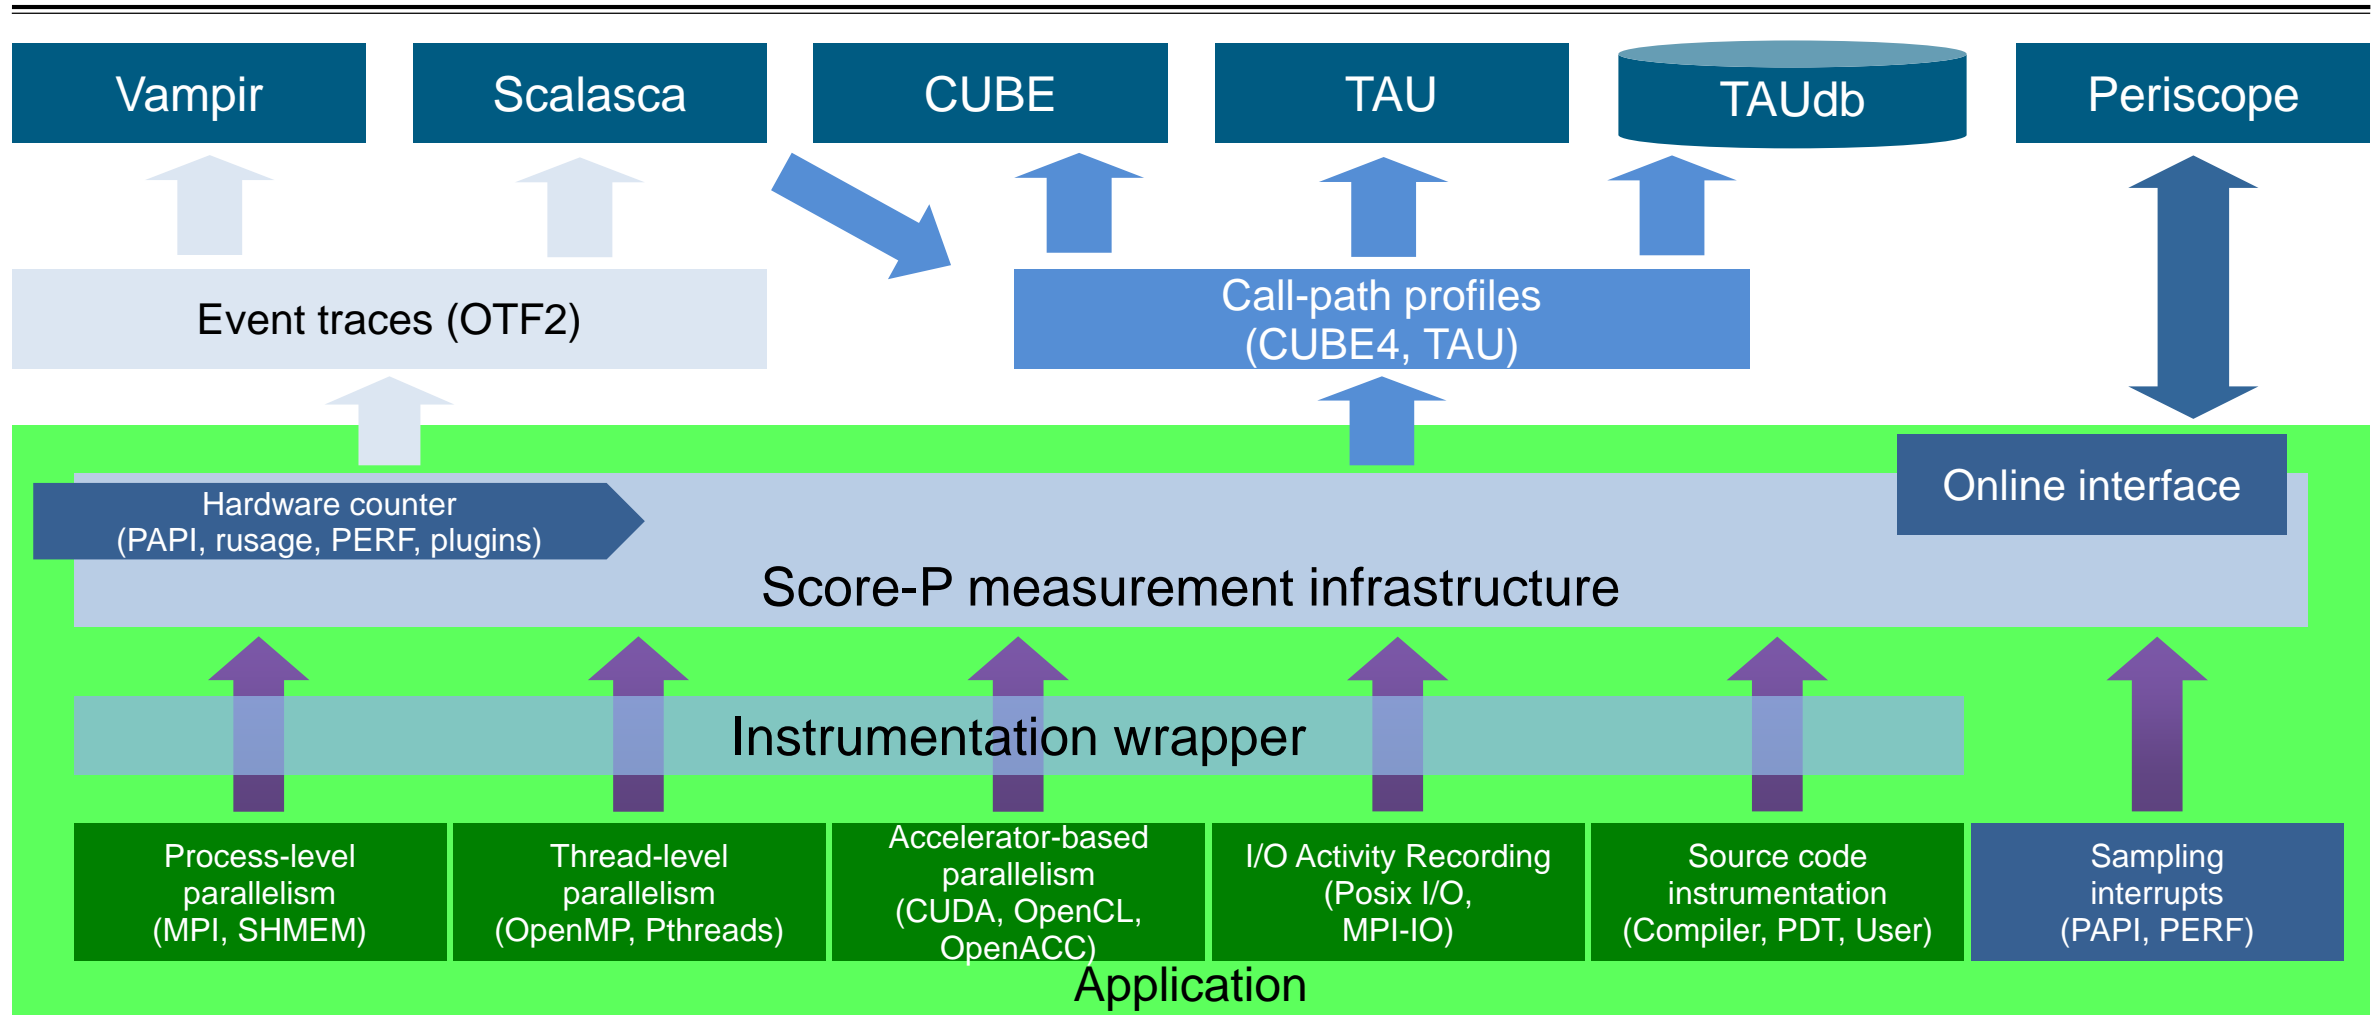 Vampir
Scalasca
CUBE
TAU
TAUdb
Periscope
Event traces (OTF2)
Call-path profiles
(CUBE4, TAU)
Online interface
Hardware counter
(PAPI, rusage, PERF, plugins)
Score-P measurement infrastructure
Instrumentation wrapper
Process-level
parallelism
(MPI, SHMEM)
Thread-level
parallelism
(OpenMP, Pthreads)
Accelerator-based
parallelism
(CUDA, OpenCL,
OpenACC)
I/O Activity Recording
(Posix I/O,
MPI-IO)
Source code
instrumentation
(Compiler, PDT, User)
Sampling
interrupts
(PAPI, PERF)
Application